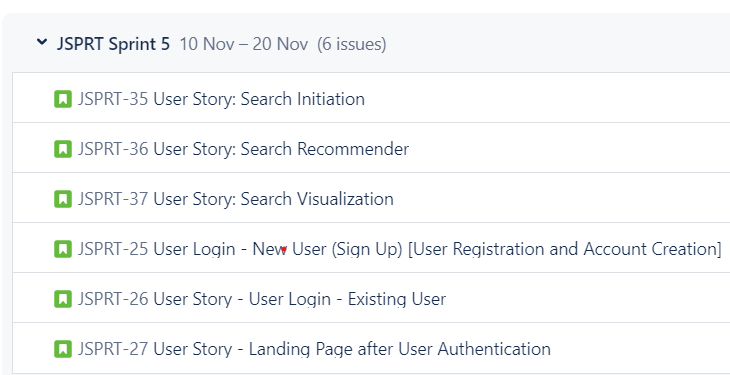 JSPRT Sprint 5 10 Nov – 20 Nov (6 issues)
JSPRT-35 User Story: Search Initiation
JSPRT-36 User Story: Search Recommender
JSPRT-37 User Story: Search Visualization
JSPRT-25 User Login - New User (Sign Up) [User Registration and Account Creation]
JSPRT-26 User Story - User Login - Existing User
JSPRT-27 User Story - Landing Page after User Authentication